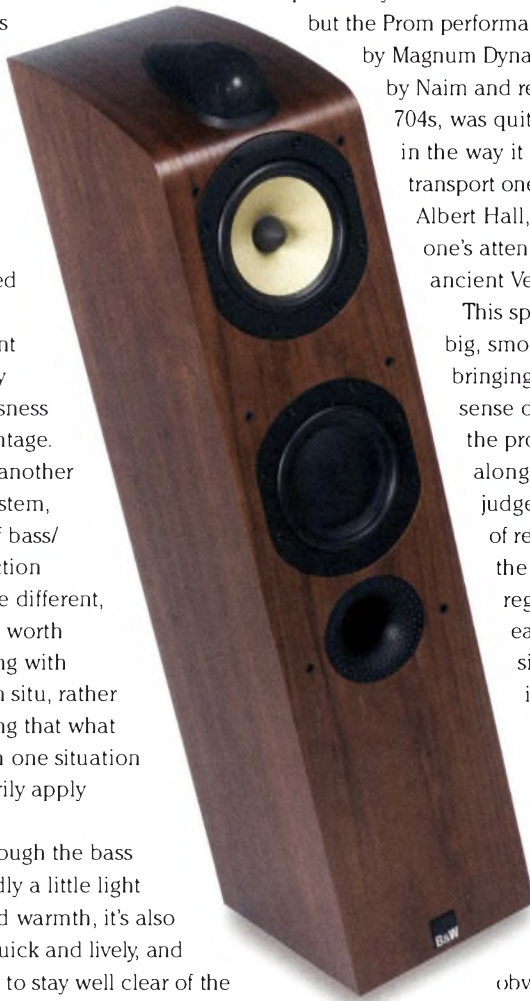 s
ed
nt
y
sness
ntage.
another
stem,
f bass/
ction
e different,
worth
ng with
n situ, rather
ng that what
n one situation
rily apply
ough the bass
dly a little light
d warmth, it's also
quick and lively, and
to stay well clear of the
but the Prom performa
by Magnum Dyna
by Naim and re
704s, was quit
in the way it
transport one
Albert Hall,
one's atten
ancient Ve
This sp
big, smo
bringing
sense o
the pro
along
judge
of re
the
reg
ea
si
i
obv
B&W